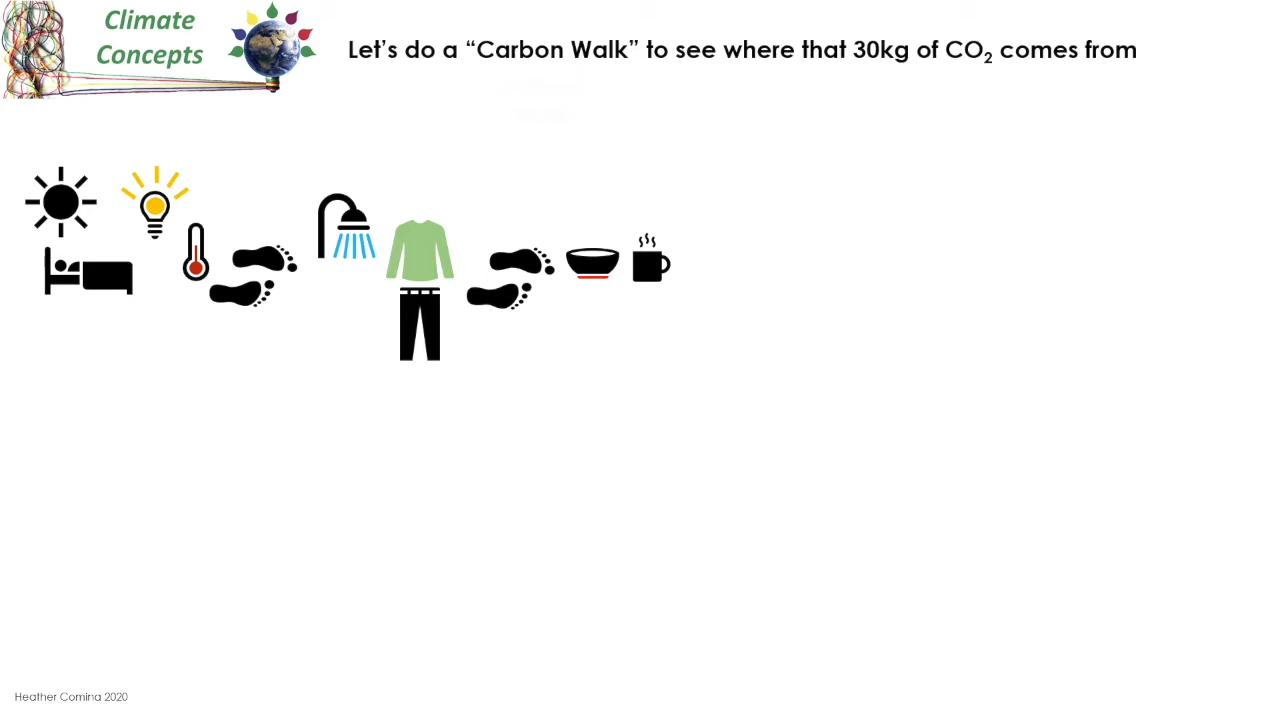 Climate
Concepts
Let’s do a “Carbon Walk” to see where that 30kg of CO₂ comes from
Heather Comina 2020